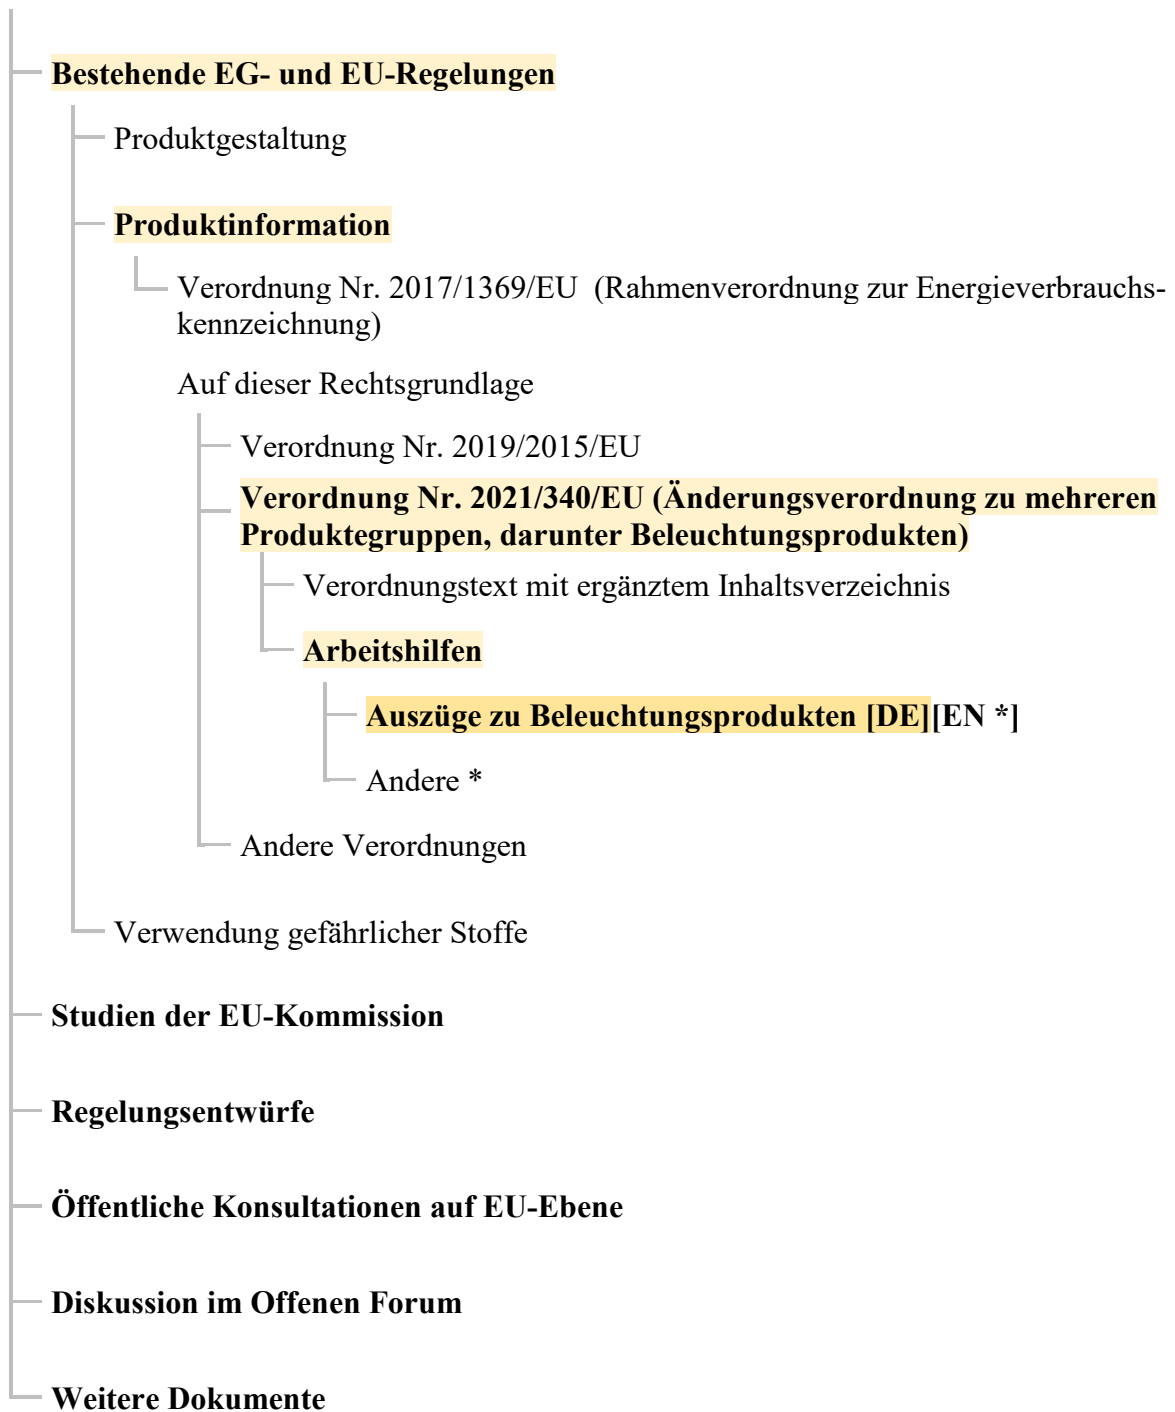 Bestehende EG- und EU-Regelungen
Produktgestaltung
Produktinformation
Verordnung Nr. 2017/1369/EU (Rahmenverordnung zur Energieverbrauchs-
kennzeichnung)
Auf dieser Rechtsgrundlage
Verordnung Nr. 2019/2015/EU
Verordnung Nr. 2021/340/EU (Änderungsverordnung zu mehreren
Produktegruppen, darunter Beleuchtungsprodukten)
Verordnungstext mit ergänztem Inhaltsverzeichnis
Arbeitshilfen
Auszüge zu Beleuchtungsprodukten [DE][EN *]
Andere *
Andere Verordnungen
Verwendung gefährlicher Stoffe
Studien der EU-Kommission
Regelungsentwürfe
Öffentliche Konsultationen auf EU-Ebene
Diskussion im Offenen Forum
Weitere Dokumente